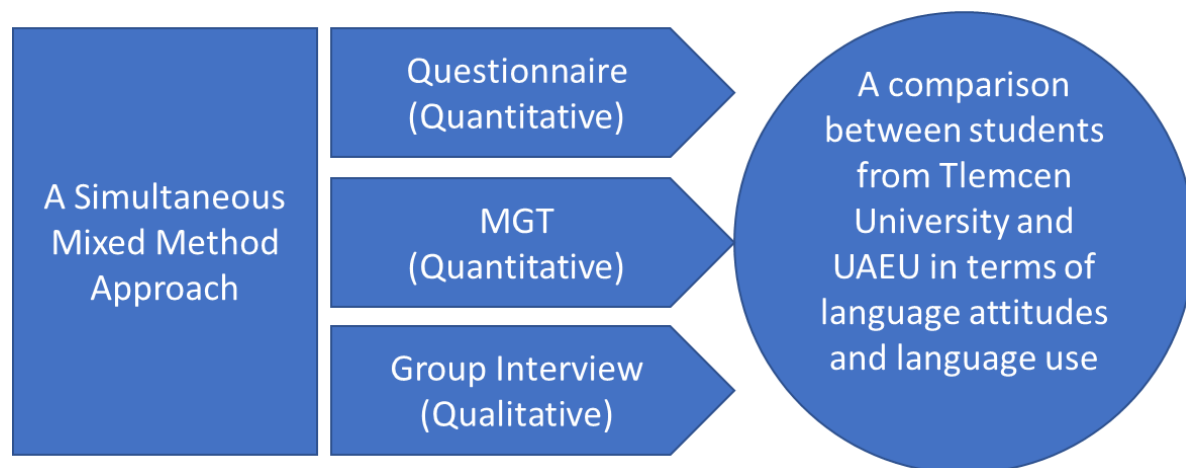 A Simultaneous
Mixed Method
Approach
Questionnaire
(Quantitative)
MGT
(Quantitative)
Group Interview
(Qualitative)
A comparison
between students
from Tlemcen
University and
UAEU in terms of
language attitudes
and language use